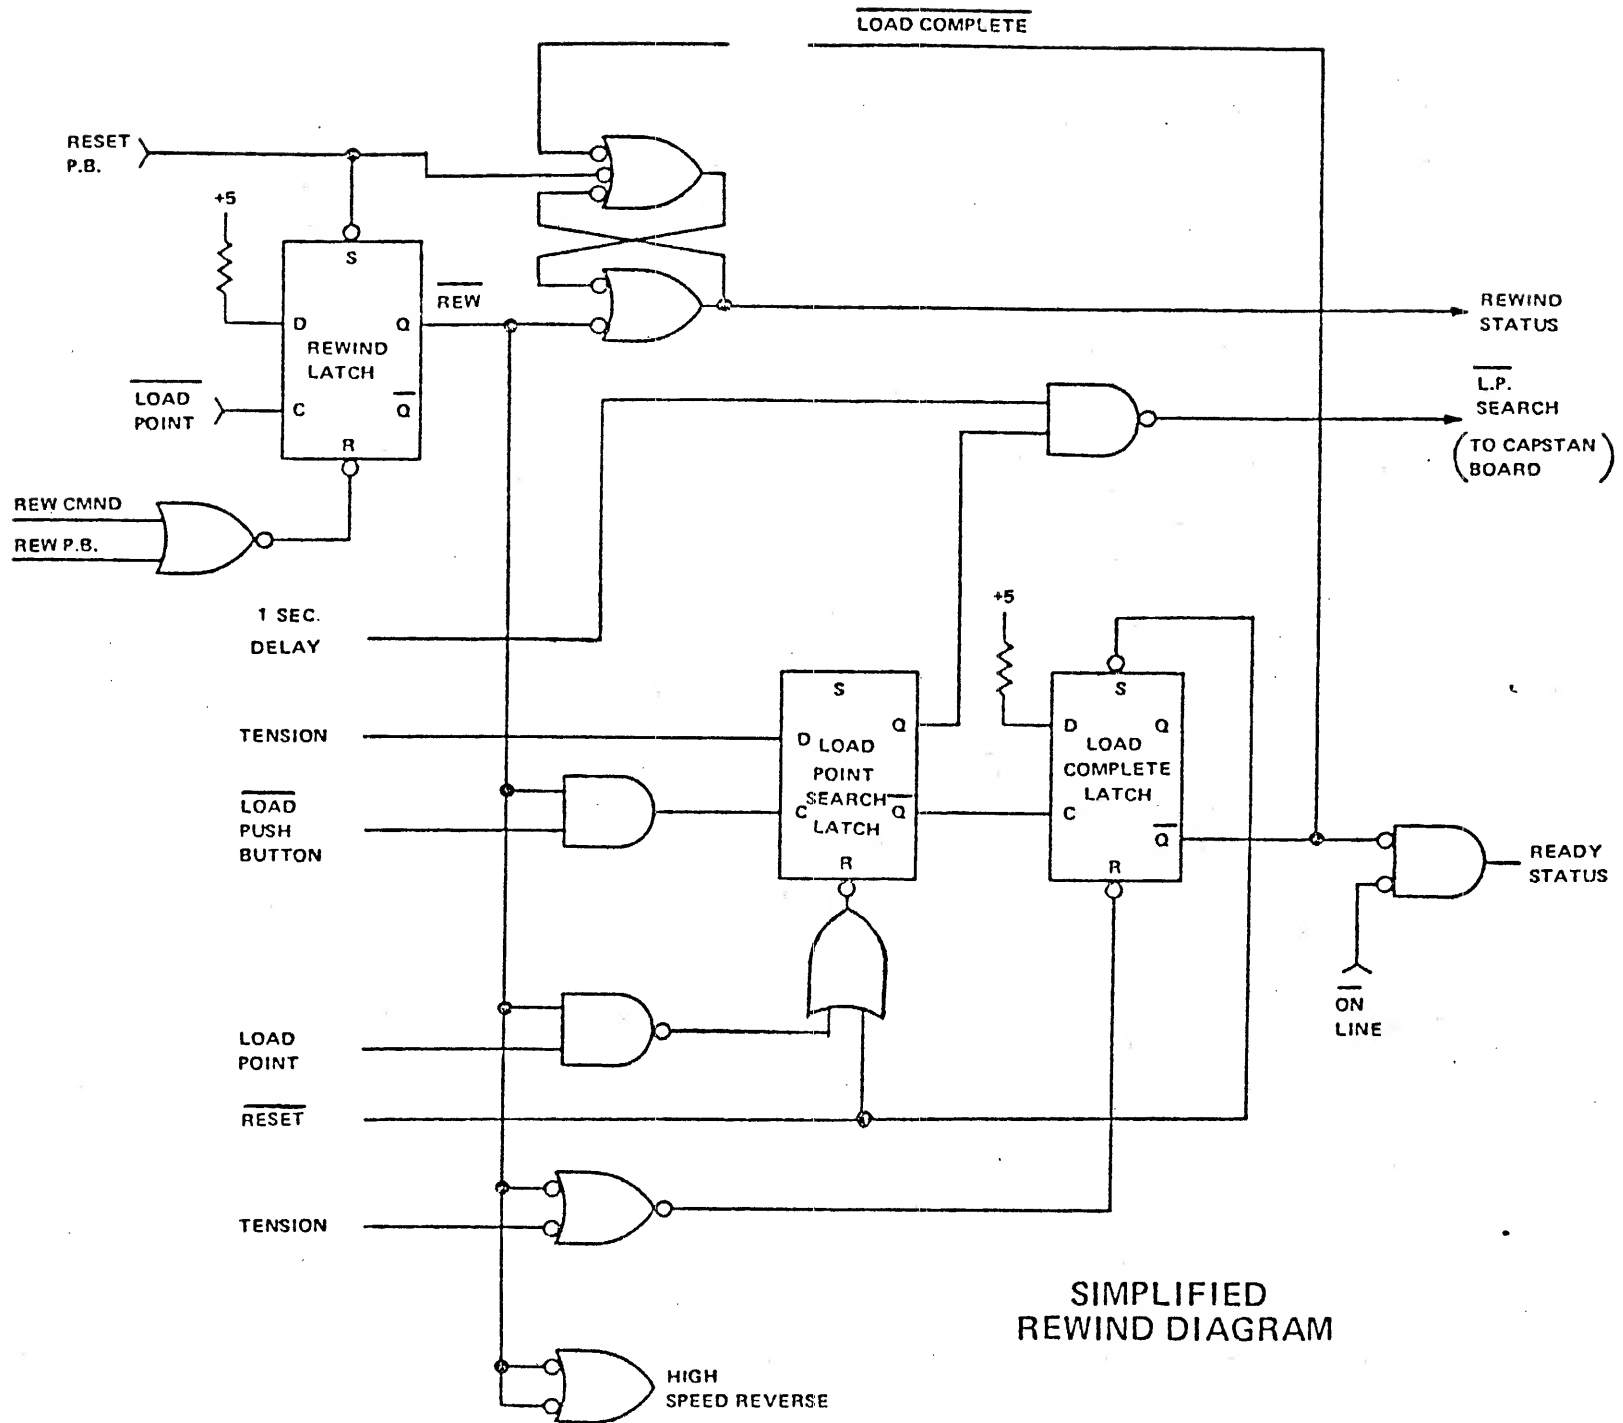 LOAD COMPLETE
RESET
P.B.
+5
S
D
Q
REW
REWIND
LATCH
LOAD
POINT
C
Q
R
REWIND
STATUS
L.P.
SEARCH
(TO CAPSTAN
BOARD)
REW CMND
REW P.B.
1 SEC.
DELAY
+5
TENSION
S
D
Q
LOAD
POINT
SEARCH
LATCH
C
Q
R
S
D
Q
LOAD
COMPLETE
LATCH
C
Q
R
LOAD
PUSH
BUTTON
READY
STATUS
ON
LINE
LOAD
POINT
RESET
TENSION
SIMPLIFIED
REWIND DIAGRAM
HIGH
SPEED REVERSE